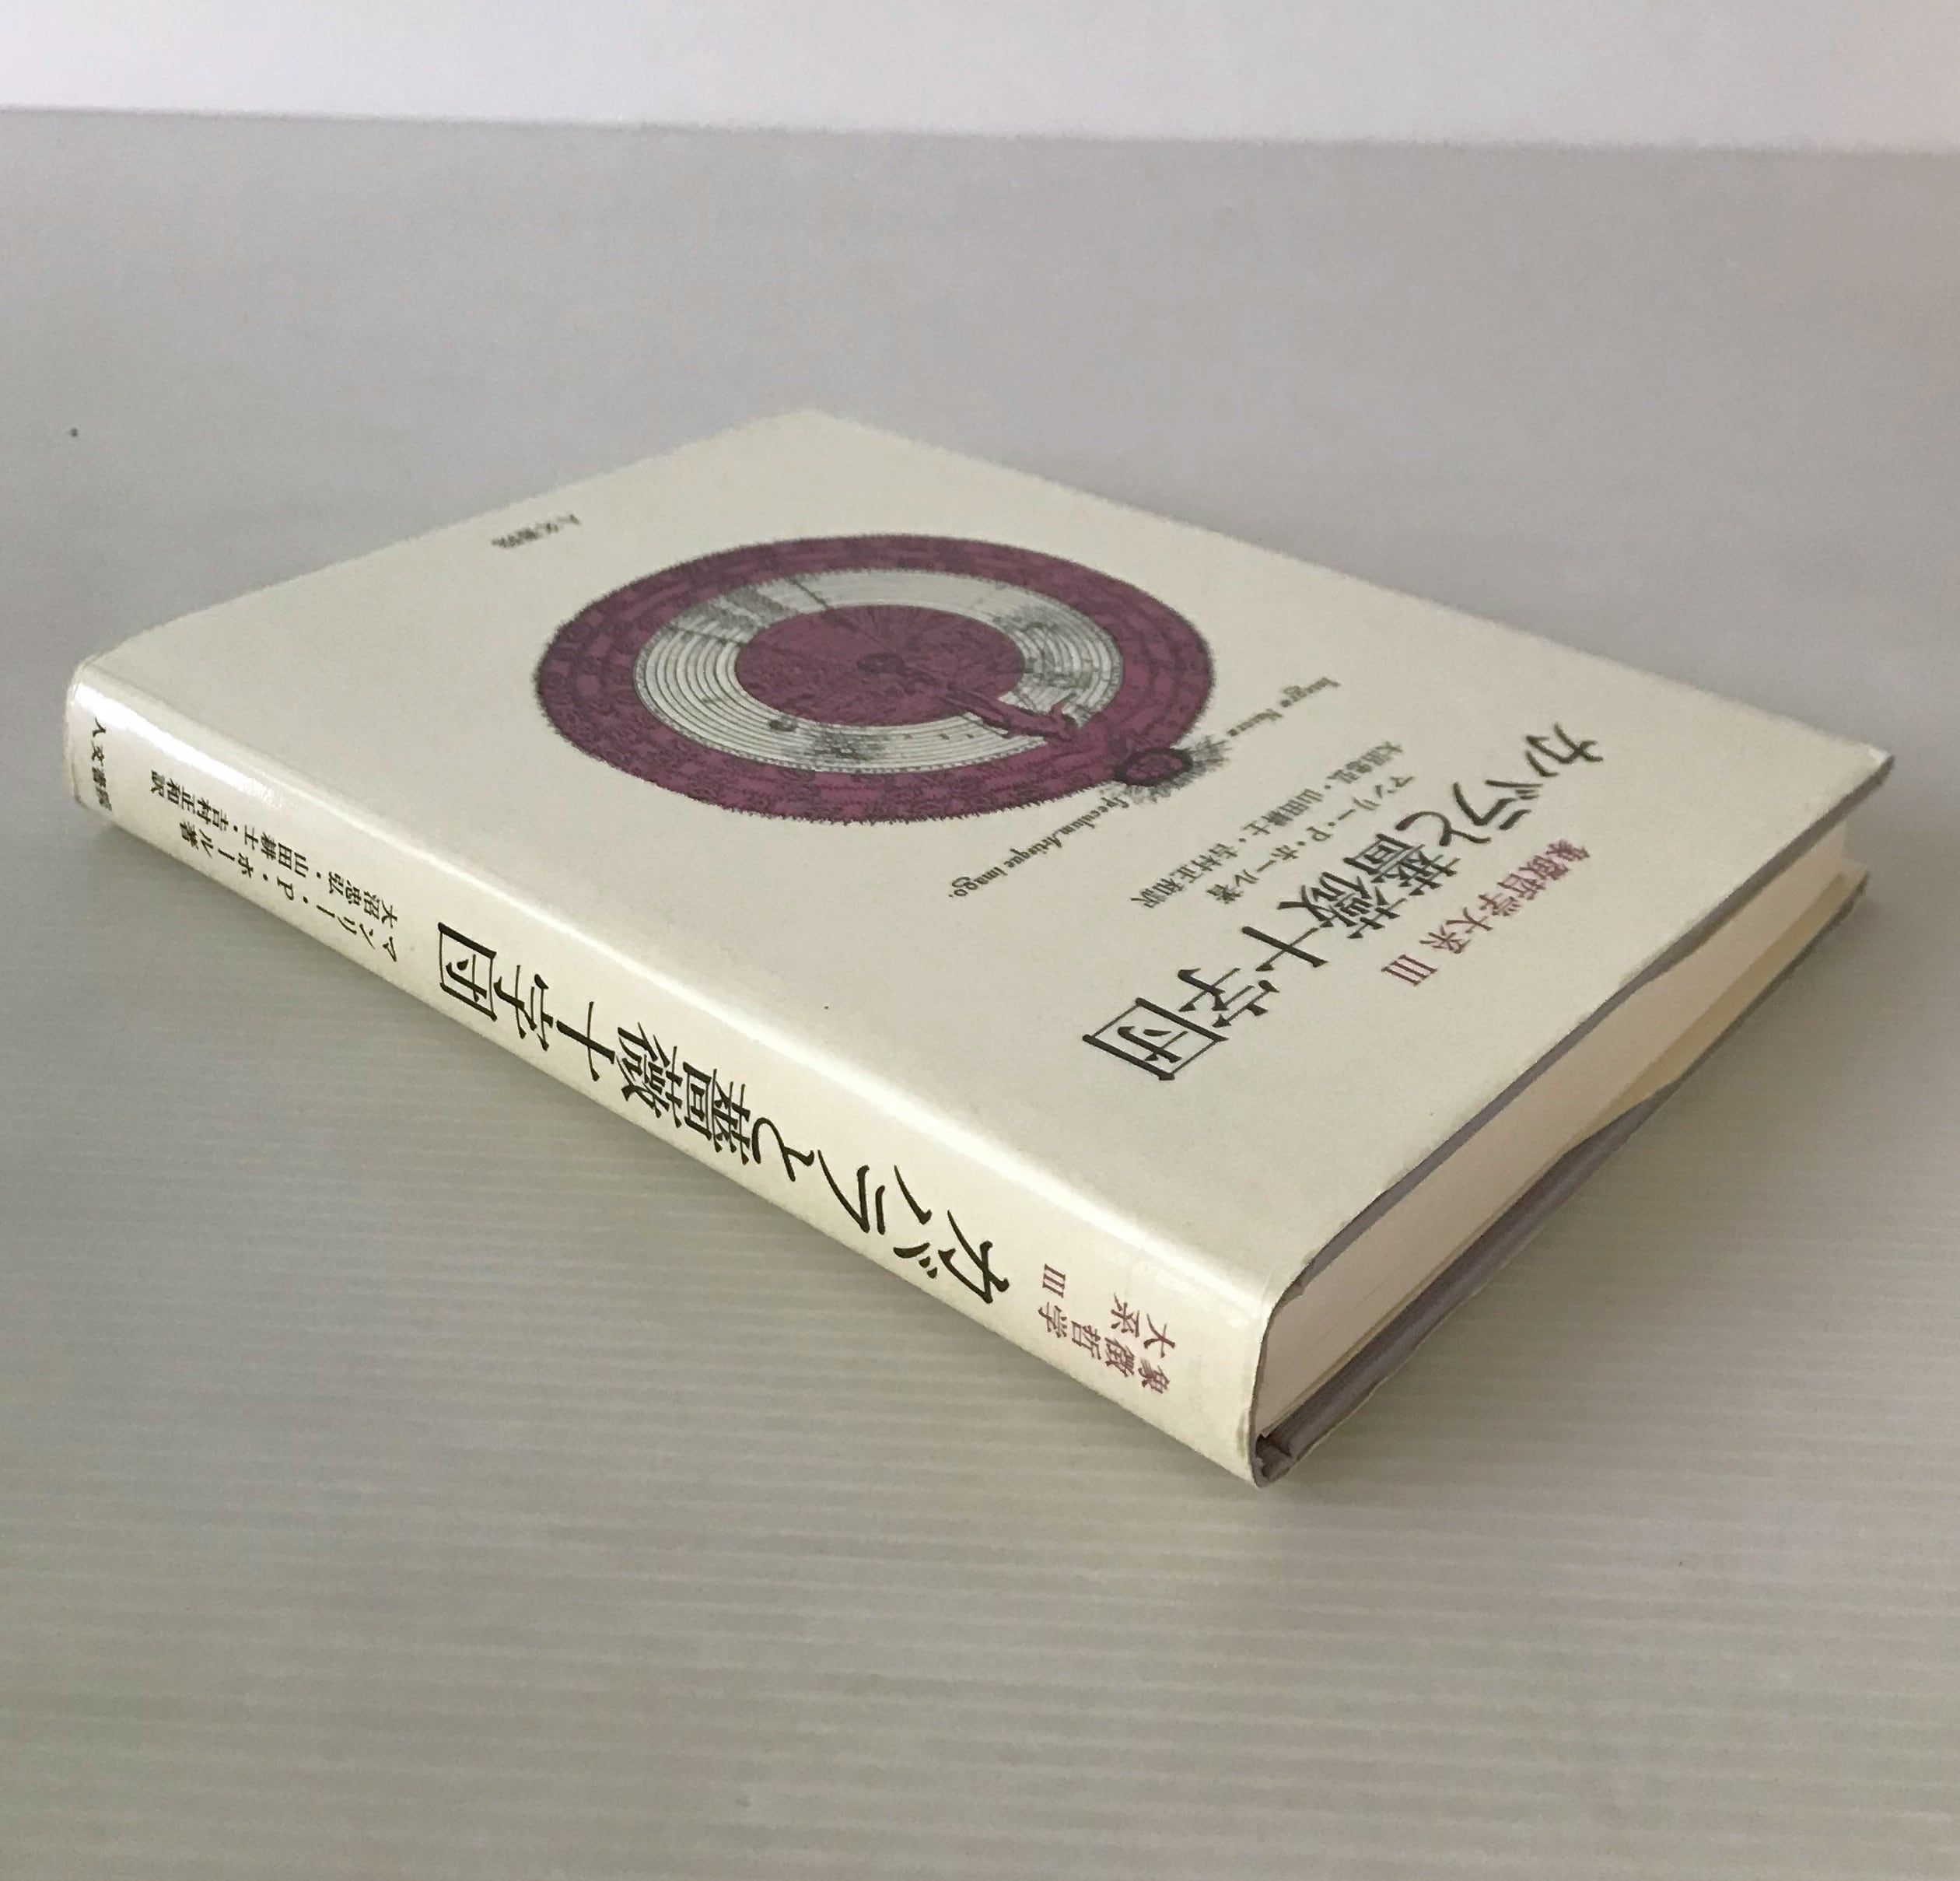 象徴哲学大系 III
カバラと薔薇十字団
マンリー・P・ホール著
大沼忠弘・山田耕士・吉村正和訳
Speculum Artisque imago.
人文書院
象徴哲学
大系 III
カバラと薔薇十字団
マンリー・P・ホール著
大沼忠弘・山田耕士・吉村正和訳
人文書院